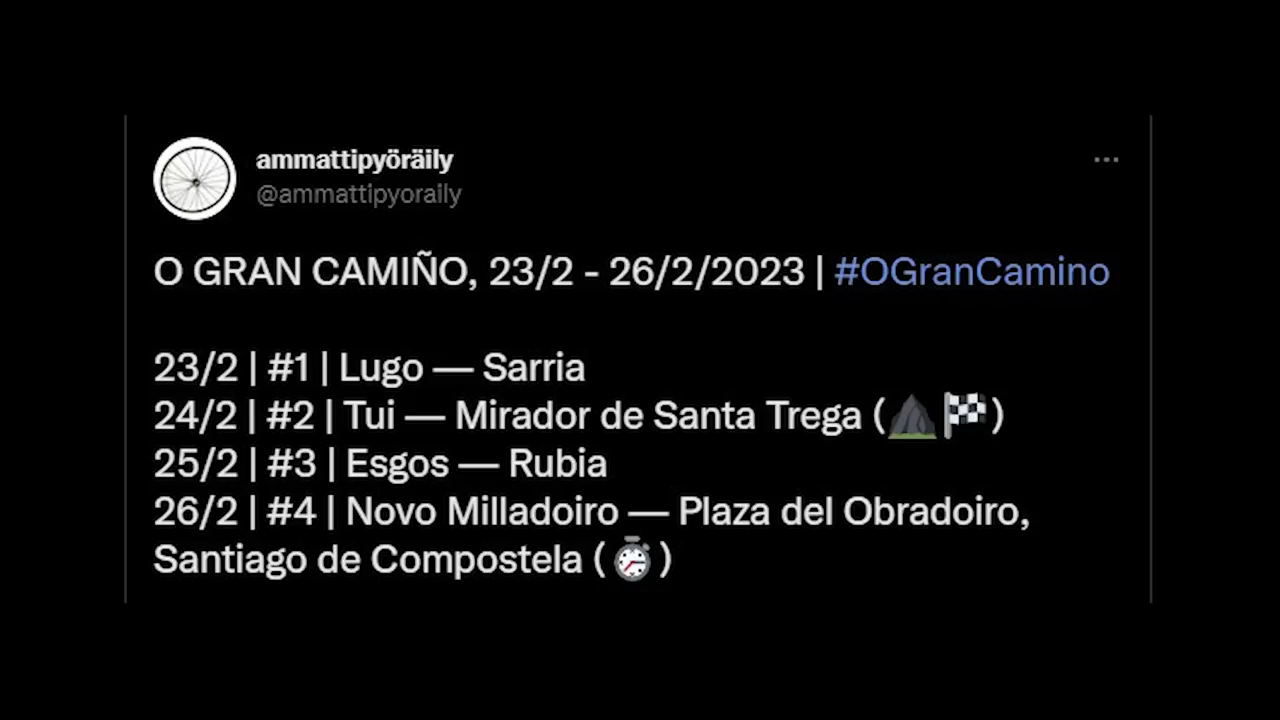 ammattipyöräily
@ammattipyoraily
O GRAN CAMIÑO, 23/2 - 26/2/2023 | #OGranCamino
23/2 | #1 | Lugo — Sarria
24/2 | #2 | Tui — Mirador de Santa Trega (⛰🏁)
25/2 | #3 | Esgos — Rubia
26/2 | #4 | Novo Milladoiro — Plaza del Obradoiro,
Santiago de Compostela (⏱)